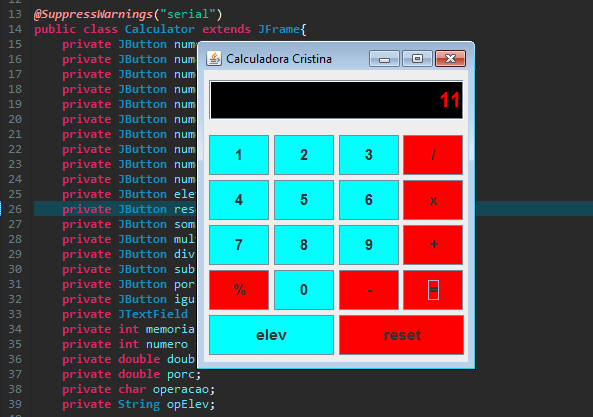 12
13 @SuppressWarnings("serial")
14 public class Calculator extends JFrame{
15 private JButton num
16 private JButton num
17 private JButton num
18 private JButton num
19 private JButton num
20 private JButton num
21 private JButton num
22 private JButton num
23 private JButton num
24 private JButton num
25 private JButton ele
26 private JButton res
27 private JButton som
28 private JButton mul
29 private JButton div
30 private JButton sub
31 private JButton por
32 private JButton igu
33 private JTextField
34 private int memoria
35 private int numero
36 private double doub
37 private double porc;
38 private char operacao;
39 private String opElev;
Calculadora Cristina
11
1 2 3 /
4 5 6 x
7 8 9 +
% 0 - =
elev reset